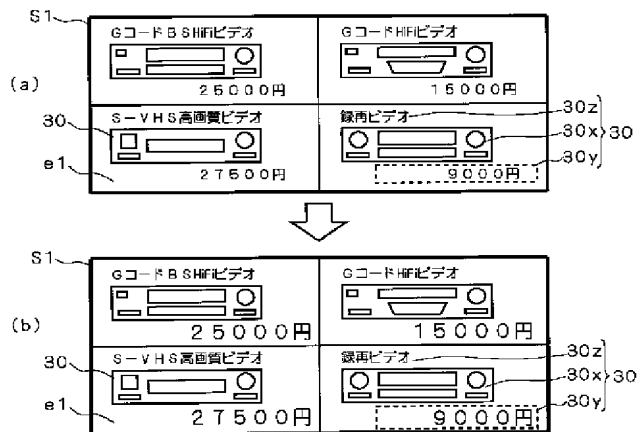 S1
GコードBSHiFiビデオ
GコードHiFiビデオ
(a)
25000円
15000円
30
S-VHS高画質ビデオ
録再ビデオ
30z
30x
30
30y
e1
27500円
9000円
S1
GコードBSHiFiビデオ
GコードHiFiビデオ
(b)
25000円
15000円
30
S-VHS高画質ビデオ
録再ビデオ
30z
30x
30
30y
e1
27500円
9000円